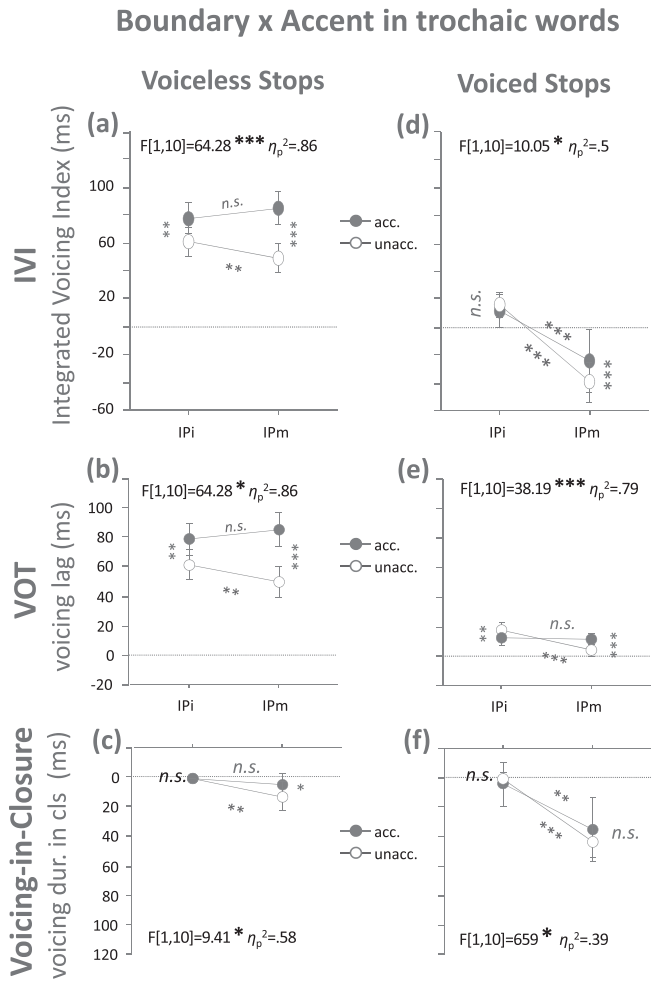 Boundary x Accent in trochaic words
Voiceless Stops
Voiced Stops
IVI
Integrated Voicing Index (ms)
(a)
F[1,10]=64.28 *** ηp²=.86
100
60
20
-20
-60
n.s.
**
***
**
IPi
IPm
acc.
unacc.
(d)
F[1,10]=10.05 * ηp²=.5
n.s.
***
***
***
IPi
IPm
VOT
voicing lag (ms)
(b)
F[1,10]=64.28 * ηp²=.86
100
80
60
40
20
0
-20
n.s.
**
***
**
IPi
IPm
acc.
unacc.
(e)
F[1,10]=38.19 *** ηp²=.79
n.s.
**
***
***
IPi
IPm
Voicing-in-Closure
voicing dur. in cls (ms)
(c)
0
20
40
60
80
100
120
n.s.
n.s.
*
**
F[1,10]=9.41 * ηp²=.58
acc.
unacc.
(f)
n.s.
**
***
n.s.
F[1,10]=659 * ηp²=.39